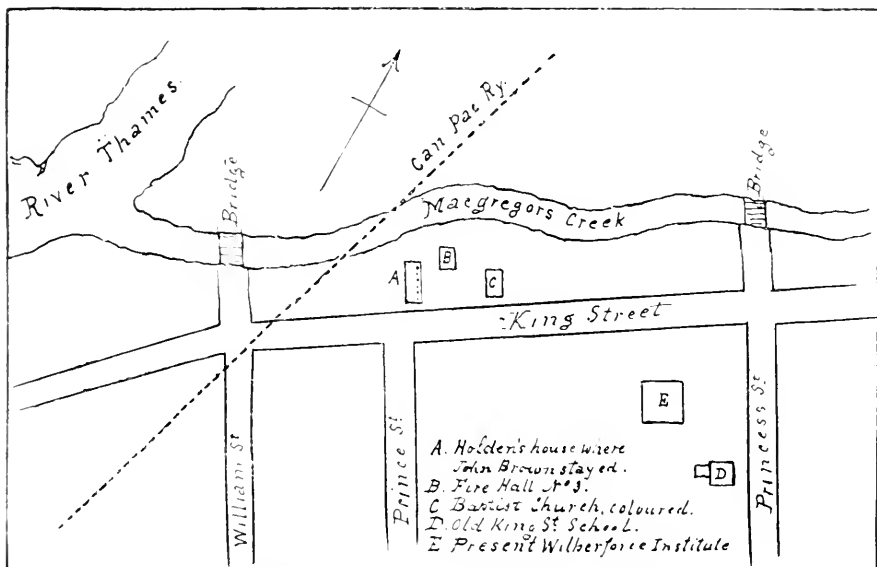 River Thames.
Can Pac Ry.
Bridge
Bridge
Macgregors Creek
A
B
C
King Street
E
D
William St
Prince St
Princess St
A. Holden's house where
John Brown stayed.
B. Fire Hall No 3.
C Baptist Church, coloured.
D. Old King St School.
E Present Wilberforce Institute